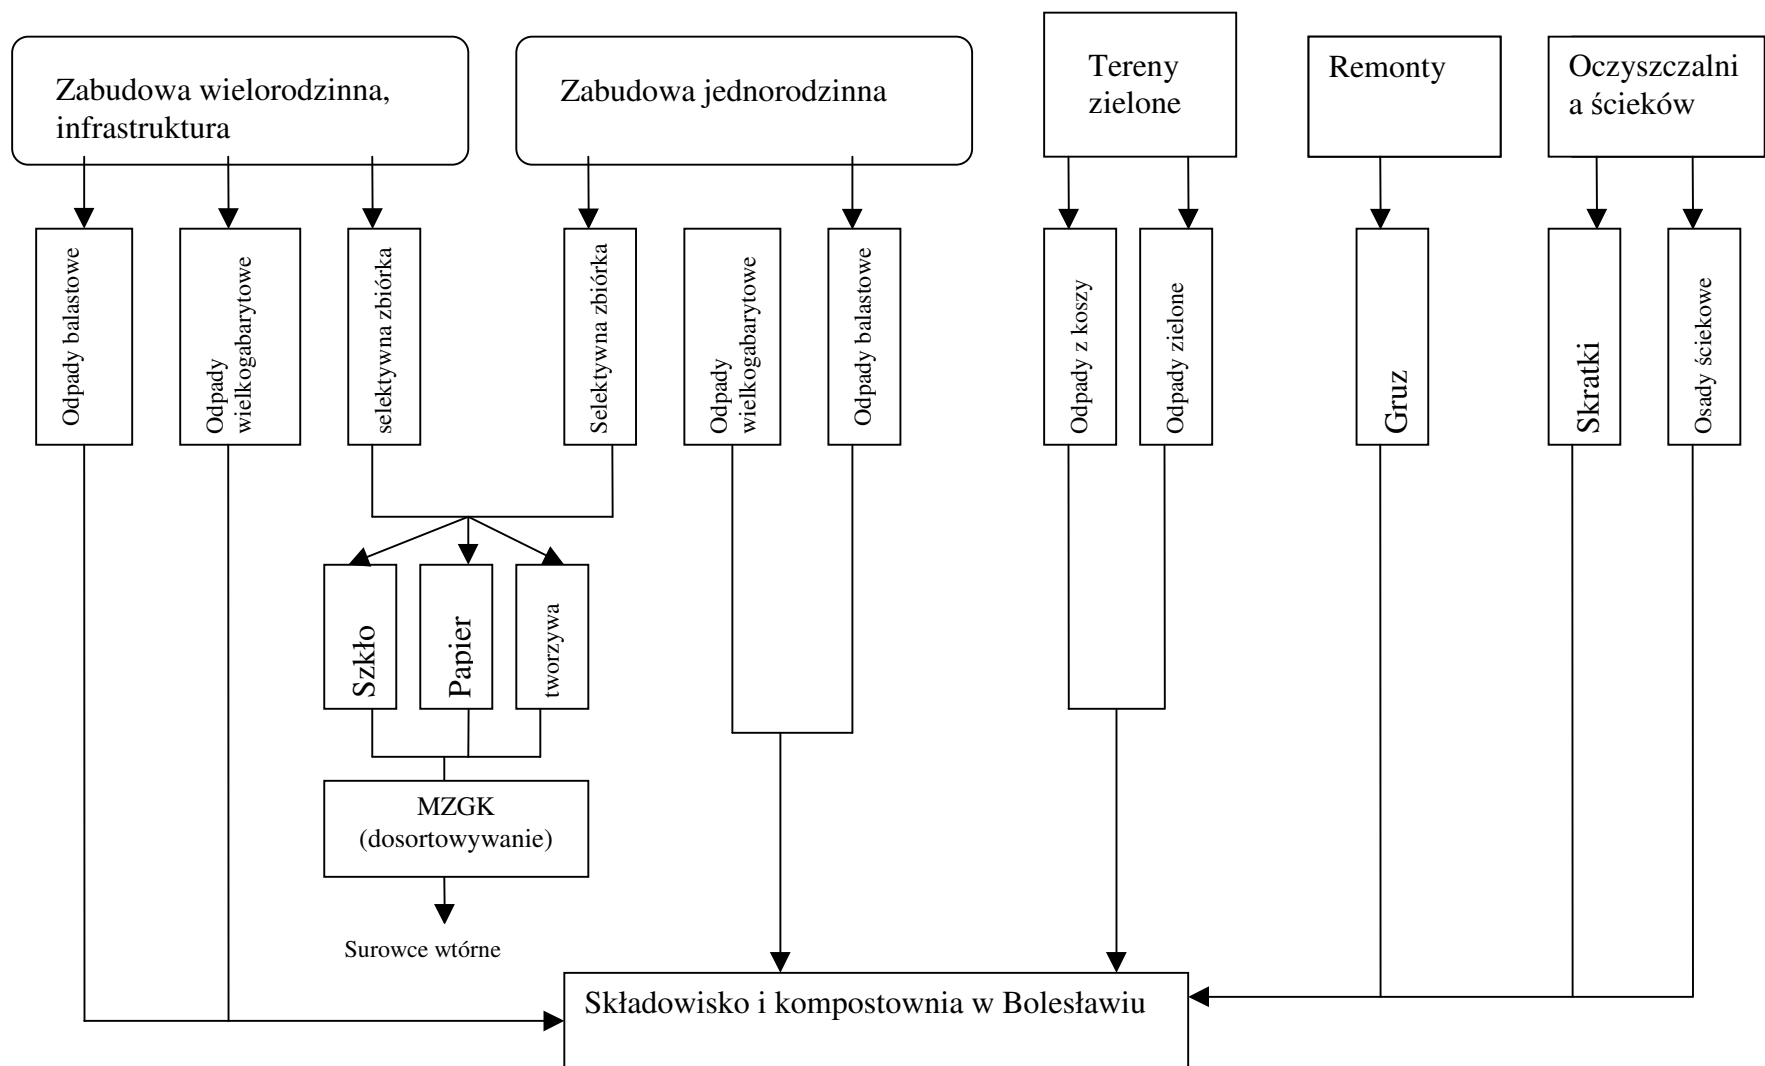 Zabudowa wielorodzinna,
infrastruktura
Zabudowa jednorodzinna
Tereny
zielone
Remonty
Oczyszczalni
a ścieków
Odpady balastowe
Odpady
wielkogabarytowe
selektywna zbiórka
Selektywna zbiórka
Odpady
wielkogabarytowe
Odpady balastowe
Odpady z koszy
Odpady zielone
Gruz
Skratki
Osady ściekowe
Szkło
Papier
tworzywa
MZGK
(dosortowywanie)
Surowce wtórne
Składowisko i kompostownia w Bolesławiu